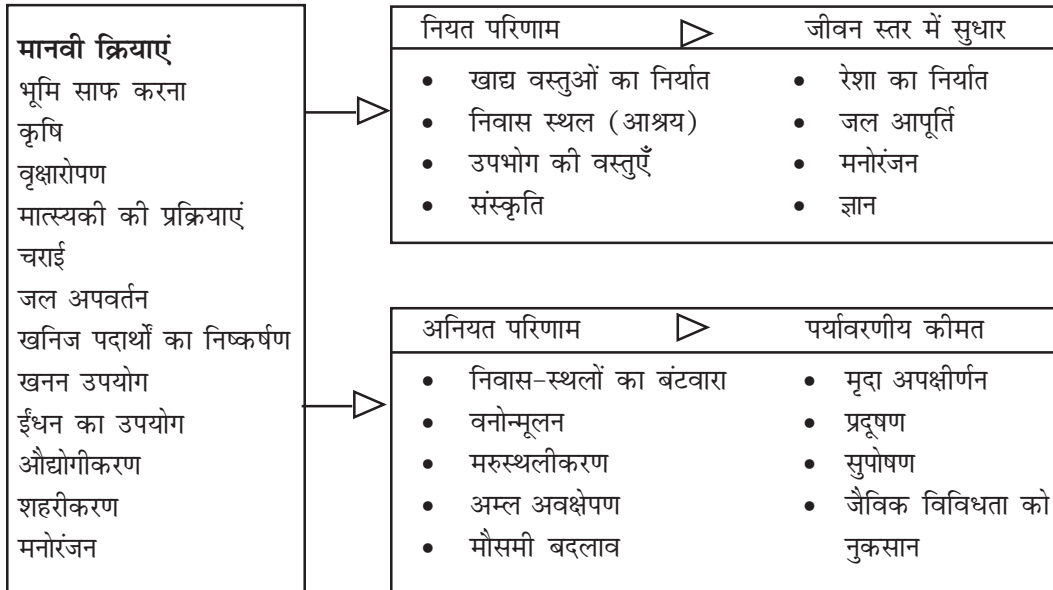 मानवी क्रियाएं
भूमि साफ करना
कृषि
वृक्षारोपण
मात्स्यकी की प्रक्रियाएं
चराई
जल अपवर्तन
खनिज पदार्थों का निष्कर्षण
खनन उपयोग
ईंधन का उपयोग
औद्योगीकरण
शहरीकरण
मनोरंजन
नियत परिणाम ▷ जीवन स्तर में सुधार
• खाद्य वस्तुओं का निर्यात • रेशा का निर्यात
• निवास स्थल (आश्रय) • जल आपूर्ति
• उपभोग की वस्तुएँ • मनोरंजन
• संस्कृति • ज्ञान
अनियत परिणाम ▷ पर्यावरणीय कीमत
• निवास-स्थलों का बंटवारा • मृदा अपक्षीर्णन
• वनोन्मूलन • प्रदूषण
• मरुस्थलीकरण • सुपोषण
• अम्ल अवक्षेपण • जैविक विविधता को
• मौसमी बदलाव नुकसान